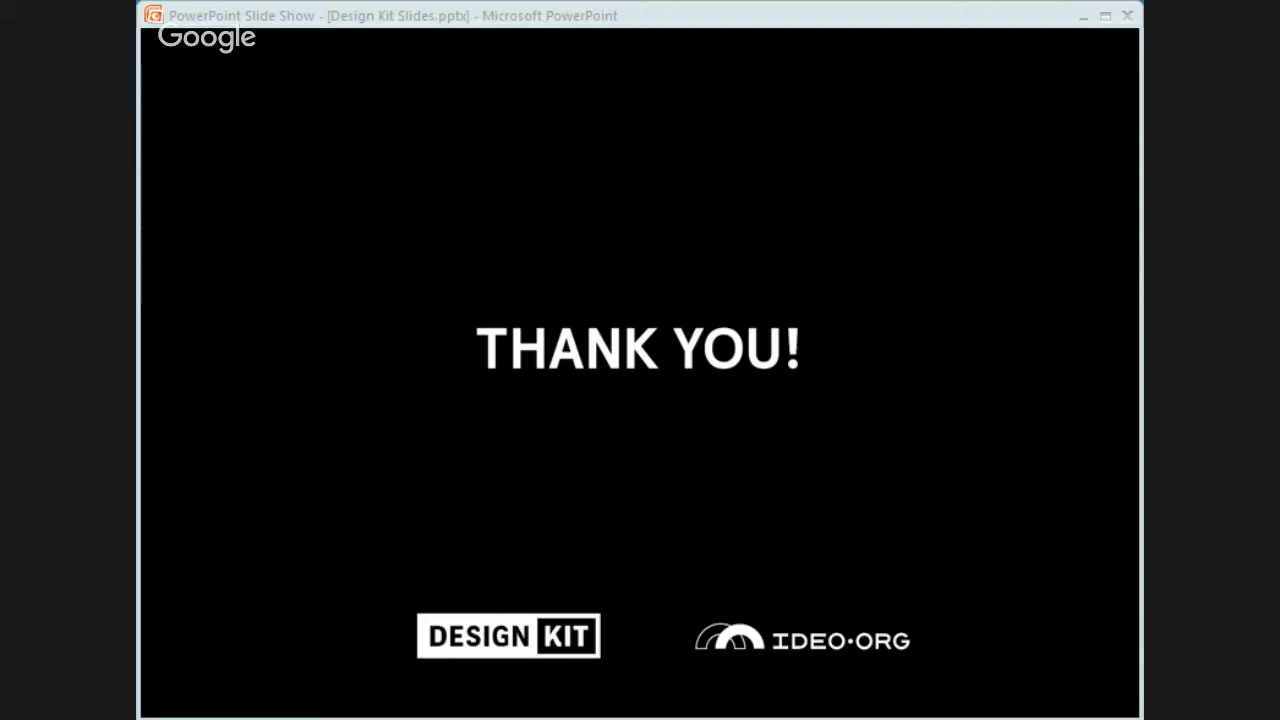 PowerPoint Slide Show - [Design Kit Slides.pptx] - Microsoft PowerPoint
Google
THANK YOU!
DESIGN KIT
IDEO·ORG